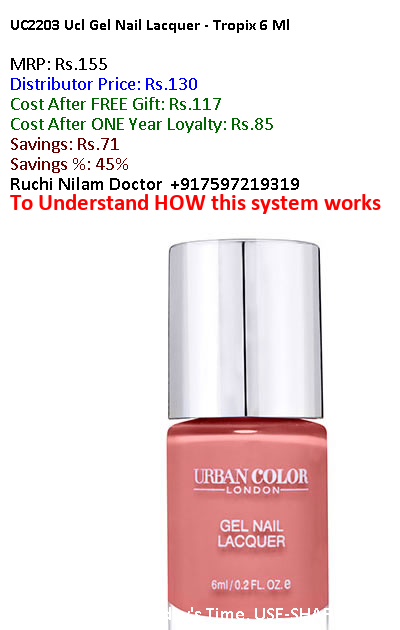 UC2203 Ucl Gel Nail Lacquer - Tropix 6 Ml
MRP: Rs.155
Distributor Price: Rs.130
Cost After FREE Gift: Rs.117
Cost After ONE Year Loyalty: Rs.85
Savings: Rs.71
Savings %: 45%
Ruchi Nilam Doctor +917597219319
To Understand HOW this system works
URBAN COLOR
LONDON
GEL NAIL
LACQUER
6ml/0.2 FL. OZ.e
Time, USE-SHAR